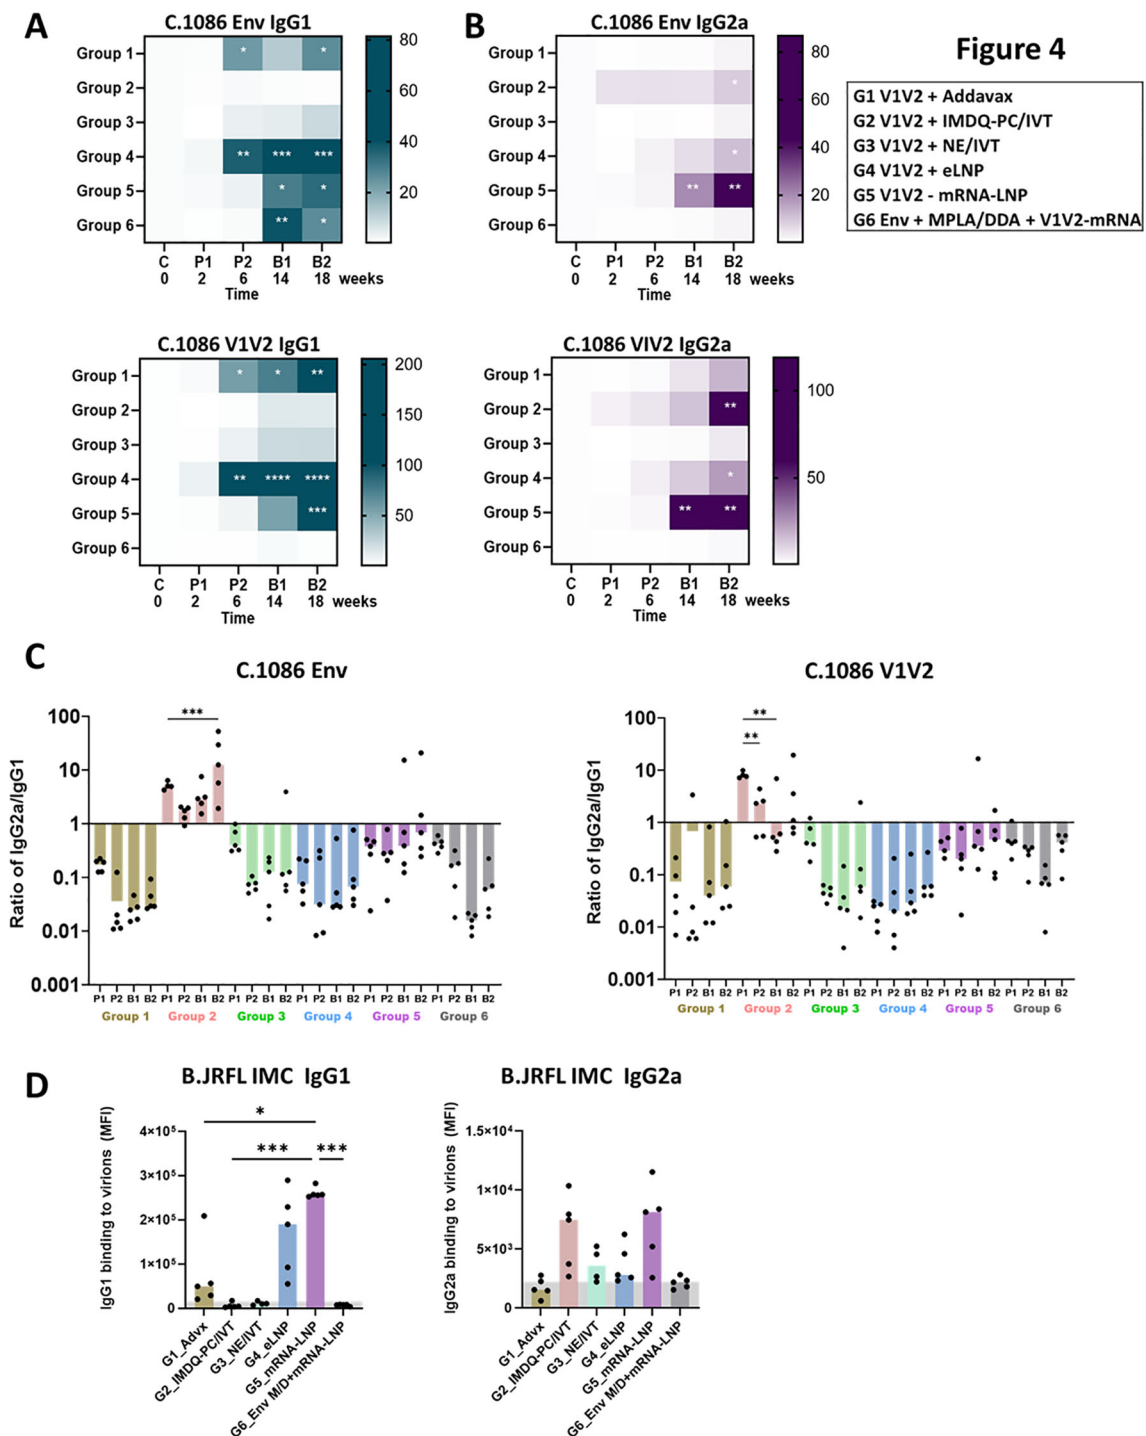 A
C.1086 Env IgG1
Group 1
Group 2
Group 3
Group 4
Group 5
Group 6
* *
** *** ***
* *
** *
80
60
40
20
C P1 P2 B1 B2
0 2 6 14 18 weeks
Time
B
C.1086 Env IgG2a
Group 1
Group 2
Group 3
Group 4
Group 5
Group 6
*
*
** **
80
60
40
20
C P1 P2 B1 B2
0 2 6 14 18 weeks
Time
Figure 4
G1 V1V2 + Addavax
G2 V1V2 + IMDQ-PC/IVT
G3 V1V2 + NE/IVT
G4 V1V2 + eLNP
G5 V1V2 - mRNA-LNP
G6 Env + MPLA/DDA + V1V2-mRNA
C.1086 V1V2 IgG1
Group 1
Group 2
Group 3
Group 4
Group 5
Group 6
* * **
** **** ****
***
200
150
100
50
C P1 P2 B1 B2
0 2 6 14 18 weeks
Time
C.1086 VIV2 IgG2a
Group 1
Group 2
Group 3
Group 4
Group 5
Group 6
**
*
** **
100
50
C P1 P2 B1 B2
0 2 6 14 18 weeks
Time
C
C.1086 Env
Ratio of IgG2a/IgG1
100
10
1
0.1
0.01
0.001
***
P1 P2 B1 B2 P1 P2 B1 B2 P1 P2 B1 B2 P1 P2 B1 B2 P1 P2 B1 B2 P1 P2 B1 B2
Group 1 Group 2 Group 3 Group 4 Group 5 Group 6
C.1086 V1V2
Ratio of IgG2a/IgG1
100
10
1
0.1
0.01
0.001
**
**
P1 P2 B1 B2 P1 P2 B1 B2 P1 P2 B1 B2 P1 P2 B1 B2 P1 P2 B1 B2 P1 P2 B1 B2
Group 1 Group 2 Group 3 Group 4 Group 5 Group 6
D
B.JRFL IMC IgG1
IgG1 binding to virions (MFI)
4×10⁵
3×10⁵
2×10⁵
1×10⁵
0
*
*** ***
G1_Advx
G2_IMDQ-PC/IVT
G3_NE/IVT
G4_eLNP
G5_mRNA-LNP
G6_Env M/D+mRNA-LNP
B.JRFL IMC IgG2a
IgG2a binding to virions (MFI)
1.5×10⁴
1×10⁴
5×10³
0
G1_Advx
G2_IMDQ-PC/IVT
G3_NE/IVT
G4_eLNP
G5_mRNA-LNP
G6_Env M/D+mRNA-LNP